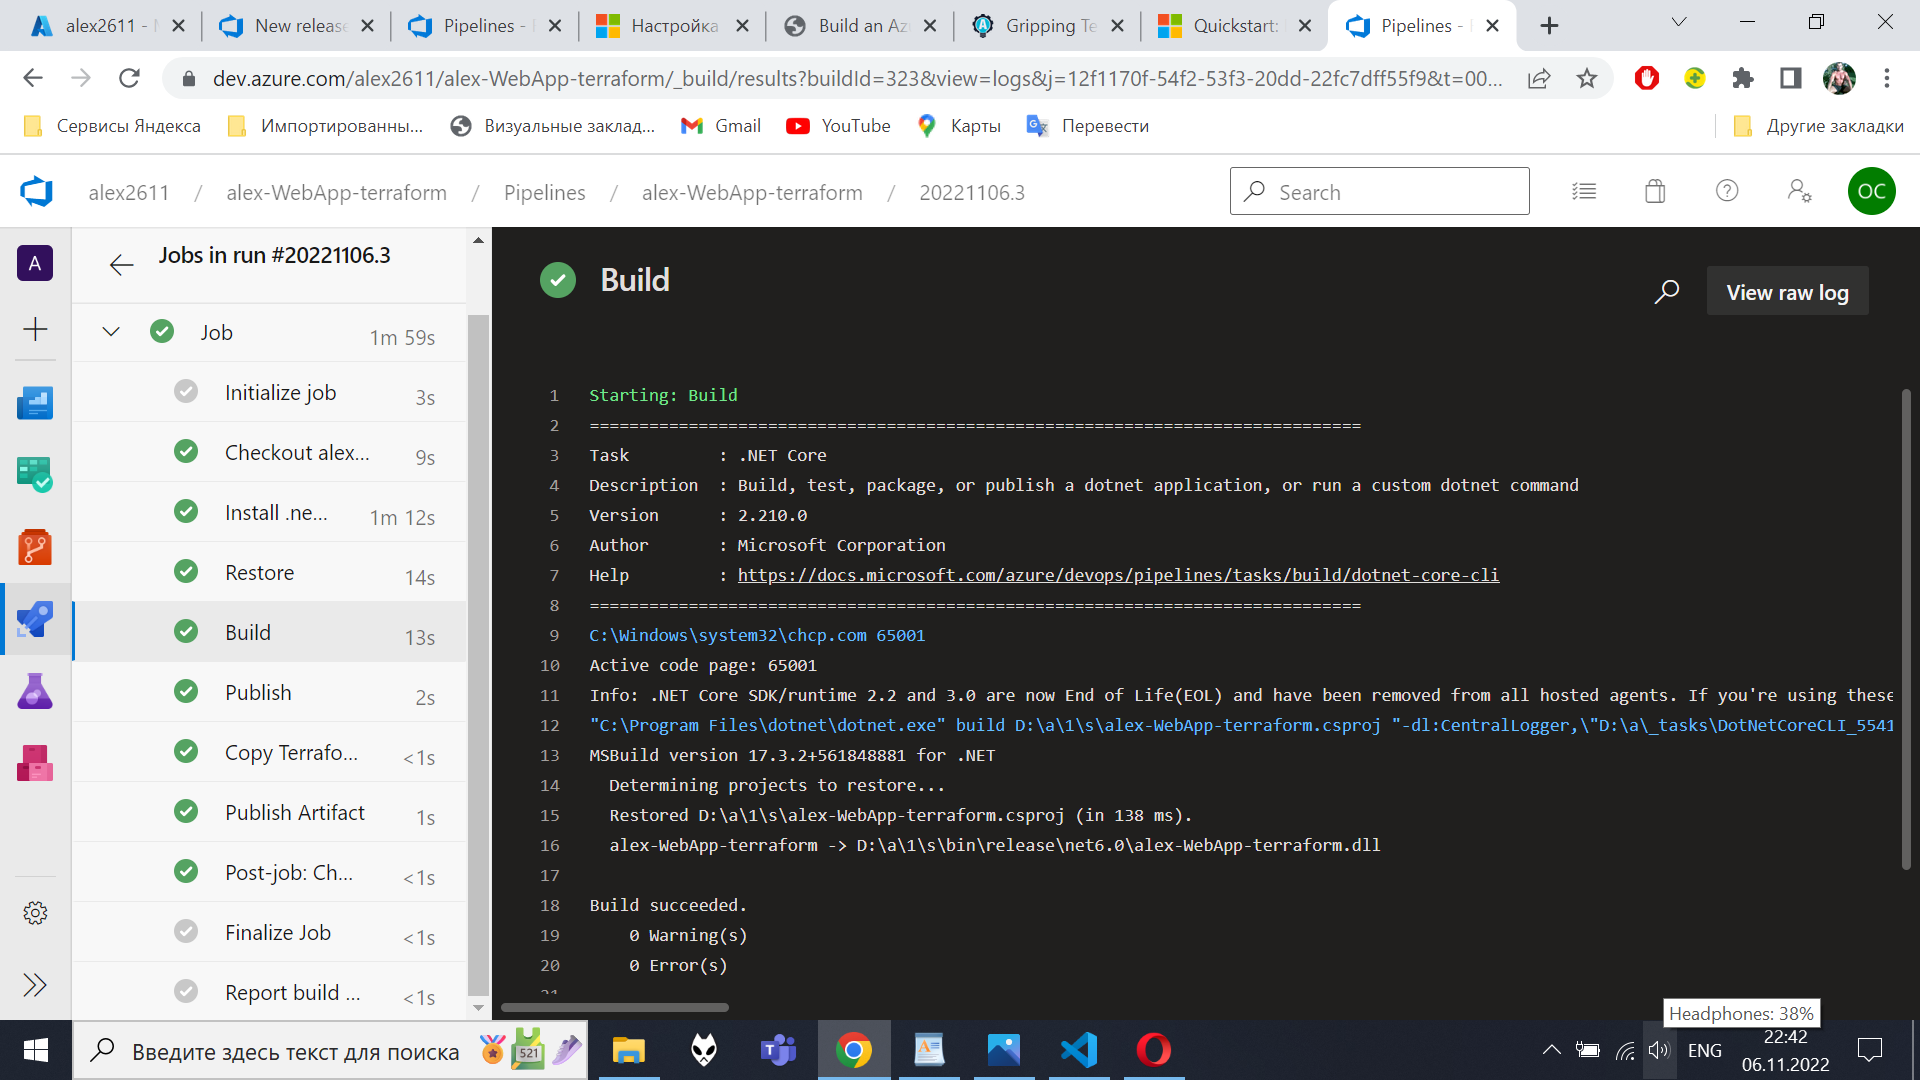 alex2611 - M
New release
Pipelines -
Настройка
Build an Az
Gripping Te
Quickstart:
Pipelines -
dev.azure.com/alex2611/alex-WebApp-terraform/_build/results?buildId=323&view=logs&j=12f1170f-54f2-53f3-20dd-22fc7dff55f9&t=00...
Сервисы Яндекса
Импортированны...
Визуальные заклад...
Gmail
YouTube
Карты
Перевести
Другие закладки
alex2611 / alex-WebApp-terraform / Pipelines / alex-WebApp-terraform / 20221106.3
Search
OC
A
Jobs in run #20221106.3
Job 1m 59s
Initialize job 3s
Checkout alex... 9s
Install .ne... 1m 12s
Restore 14s
Build 13s
Publish 2s
Copy Terrafo... <1s
Publish Artifact 1s
Post-job: Ch... <1s
Finalize Job <1s
Report build ... <1s
Build
View raw log
1 Starting: Build
2 ==============================================================================
3 Task : .NET Core
4 Description : Build, test, package, or publish a dotnet application, or run a custom dotnet command
5 Version : 2.210.0
6 Author : Microsoft Corporation
7 Help : https://docs.microsoft.com/azure/devops/pipelines/tasks/build/dotnet-core-cli
8 ==============================================================================
9 C:\Windows\system32\chcp.com 65001
10 Active code page: 65001
11 Info: .NET Core SDK/runtime 2.2 and 3.0 are now End of Life(EOL) and have been removed from all hosted agents. If you're using these
12 "C:\Program Files\dotnet\dotnet.exe" build D:\a\1\s\alex-WebApp-terraform.csproj "-dl:CentralLogger,\"D:\a\_tasks\DotNetCoreCLI_5541
13 MSBuild version 17.3.2+561848881 for .NET
14 Determining projects to restore...
15 Restored D:\a\1\s\alex-WebApp-terraform.csproj (in 138 ms).
16 alex-WebApp-terraform -> D:\a\1\s\bin\release\net6.0\alex-WebApp-terraform.dll
17
18 Build succeeded.
19 0 Warning(s)
20 0 Error(s)
21
Headphones: 38%
Введите здесь текст для поиска
521
ENG
22:42
06.11.2022